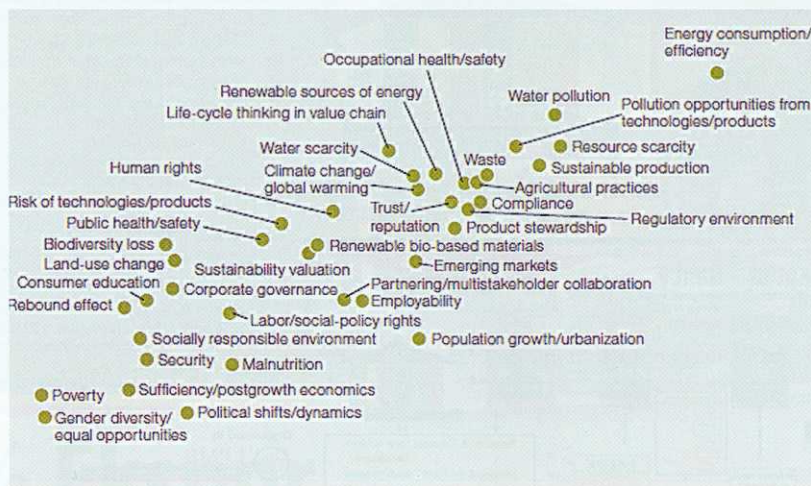 Energy consumption/
efficiency
Occupational health/safety
Renewable sources of energy
Water pollution
Pollution opportunities from
technologies/products
Life-cycle thinking in value chain
Water scarcity
Waste
Resource scarcity
Human rights
Climate change/
global warming
Sustainable production
Agricultural practices
Risk of technologies/products
Trust/
reputation
Compliance
Public health/safety
Product stewardship
Regulatory environment
Biodiversity loss
Renewable bio-based materials
Land-use change
Sustainability valuation
Emerging markets
Consumer education
Corporate governance
Partnering/multistakeholder collaboration
Rebound effect
Employability
Labor/social-policy rights
Socially responsible environment
Population growth/urbanization
Security
Malnutrition
Poverty
Sufficiency/postgrowth economics
Gender diversity/
equal opportunities
Political shifts/dynamics